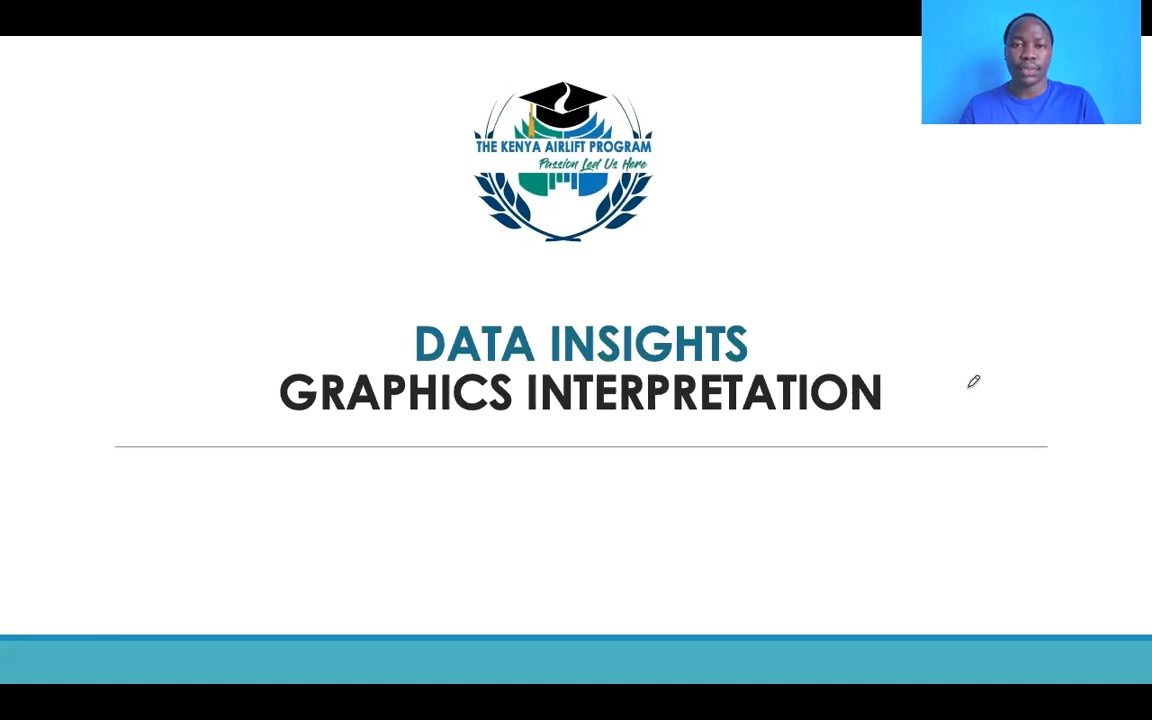 THE KENYA AIRLIFT PROGRAM
Passion Led Us Here
DATA INSIGHTS
GRAPHICS INTERPRETATION